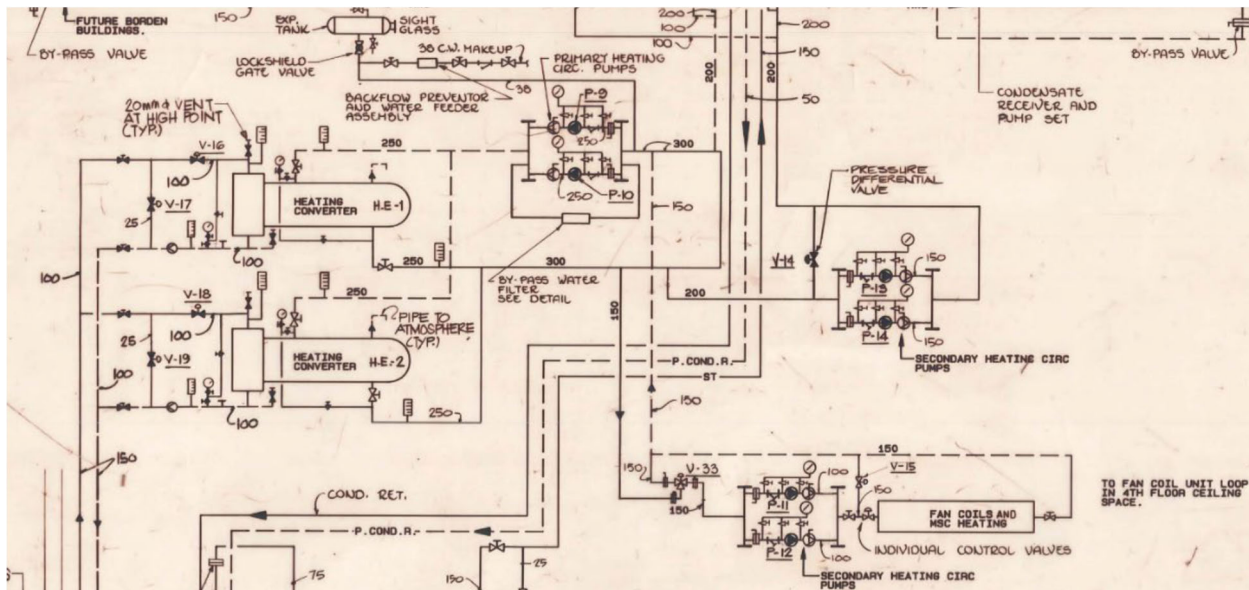 FUTURE BORDEN
BUILDINGS.
BY-PASS VALVE
150
EXP.
TANK
SIGHT
GLASS
LOCKSHIELD
GATE VALVE
38 C.W. MAKEUP
38
BACKFLOW PREVENTOR
AND WATER FEEDER
ASSEMBLY
PRIMARY HEATING
CIRC. PUMPS
P-9
250
250
P-10
200
100
100
200
200
150
50
200
BY-PASS VALVE
CONDENSATE
RECEIVER AND
PUMP SET
20mmφ VENT
AT HIGH POINT
(TYP.)
V-16
100
V-17
25
100
100
250
HEATING
CONVERTER
H.E-1
250
300
300
150
BY-PASS WATER
FILTER
SEE DETAIL
PRESSURE
DIFFERENTIAL
VALVE
V-14
200
P-13
150
P-14
150
SECONDARY HEATING CIRC
PUMPS
V-18
100
25
V-19
100
100
250
HEATING
CONVERTER
H.E.-2
PIPE TO
ATMOSPHERE
(TYP.)
250
150
150
P.COND.R.
ST
150
COND. RET.
P.COND.R.
75
150
25
150
V-33
150
P-11
100
P-12
100
SECONDARY HEATING CIRC
PUMPS
150
V-15
150
FAN COILS AND
MSC HEATING
INDIVIDUAL CONTROL VALVES
TO FAN COIL UNIT LOOP
IN 4TH FLOOR CEILING
SPACE.